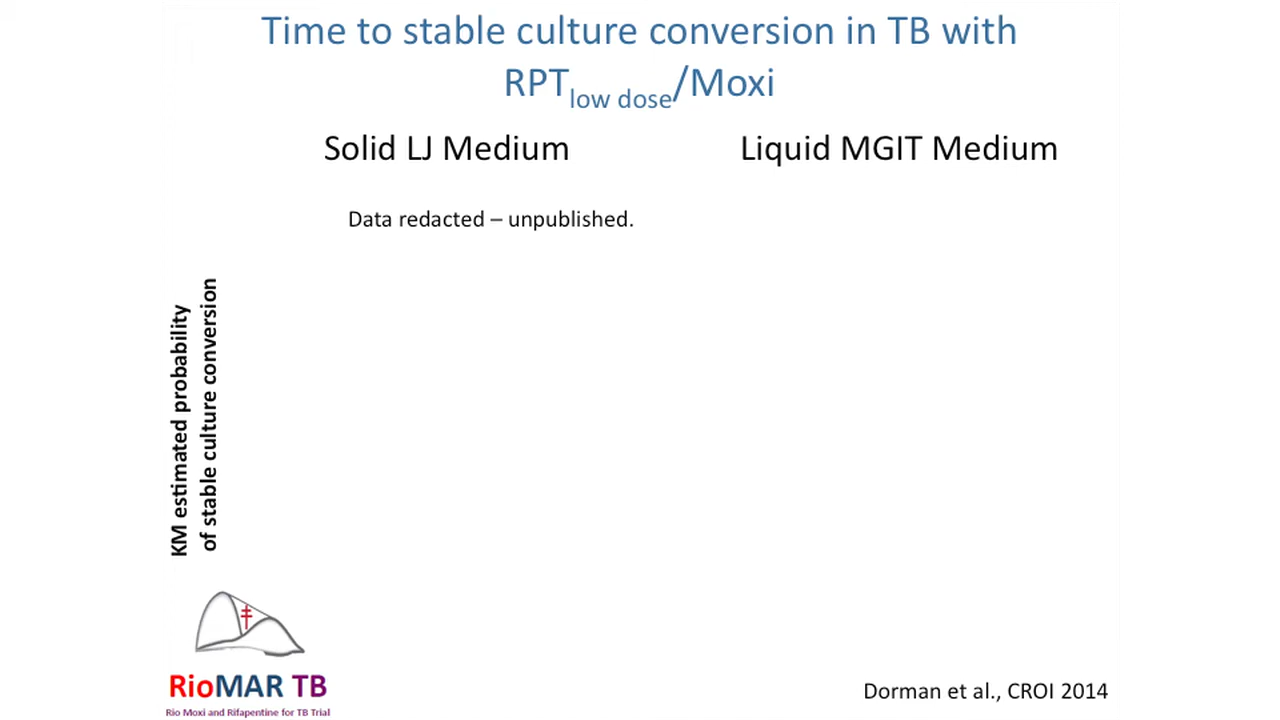 Time to stable culture conversion in TB with
RPTlow dose/Moxi
Solid LJ Medium
Liquid MGIT Medium
Data redacted – unpublished.
KM estimated probability
of stable culture conversion
RioMAR TB
Rio Moxi and Rifapentine for TB Trial
Dorman et al., CROI 2014